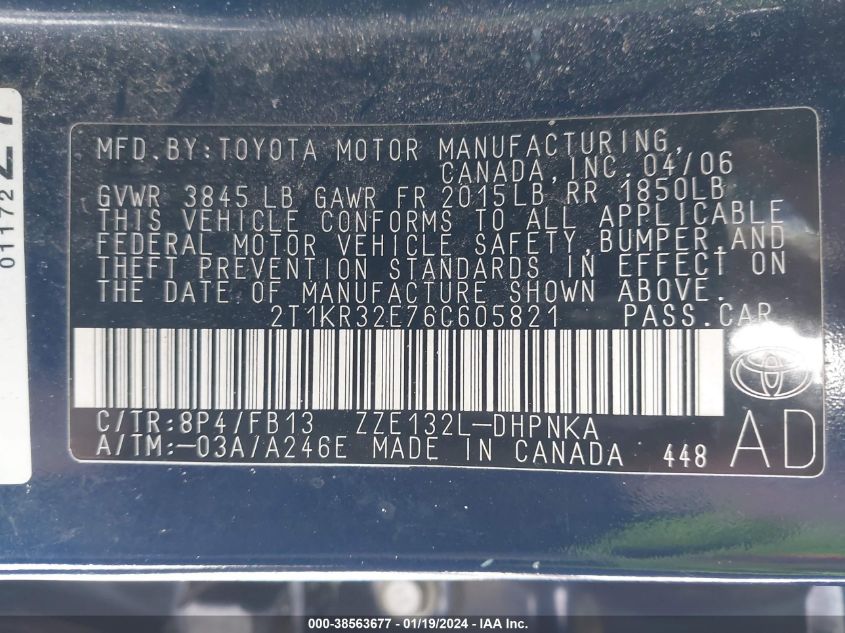 MFD.BY:TOYOTA MOTOR MANUFACTURING,
CANADA,INC. 04/06
GVWR 3845 LB GAWR FR 2015LB RR 1850LB
THIS VEHICLE CONFORMS TO ALL APPLICABLE
FEDERAL MOTOR VEHICLE SAFETY,BUMPER,AND
THEFT PREVENTION STANDARDS IN EFFECT ON
THE DATE OF MANUFACTURE SHOWN ABOVE.
2T1KR32E76C605821 PASS.CAR
C/TR:8P4/FB13 ZZE132L-DHPNKA
A/TM:-03A/A246E MADE IN CANADA 448 AD
01172
000-38563677 - 01/19/2024 - IAA Inc.